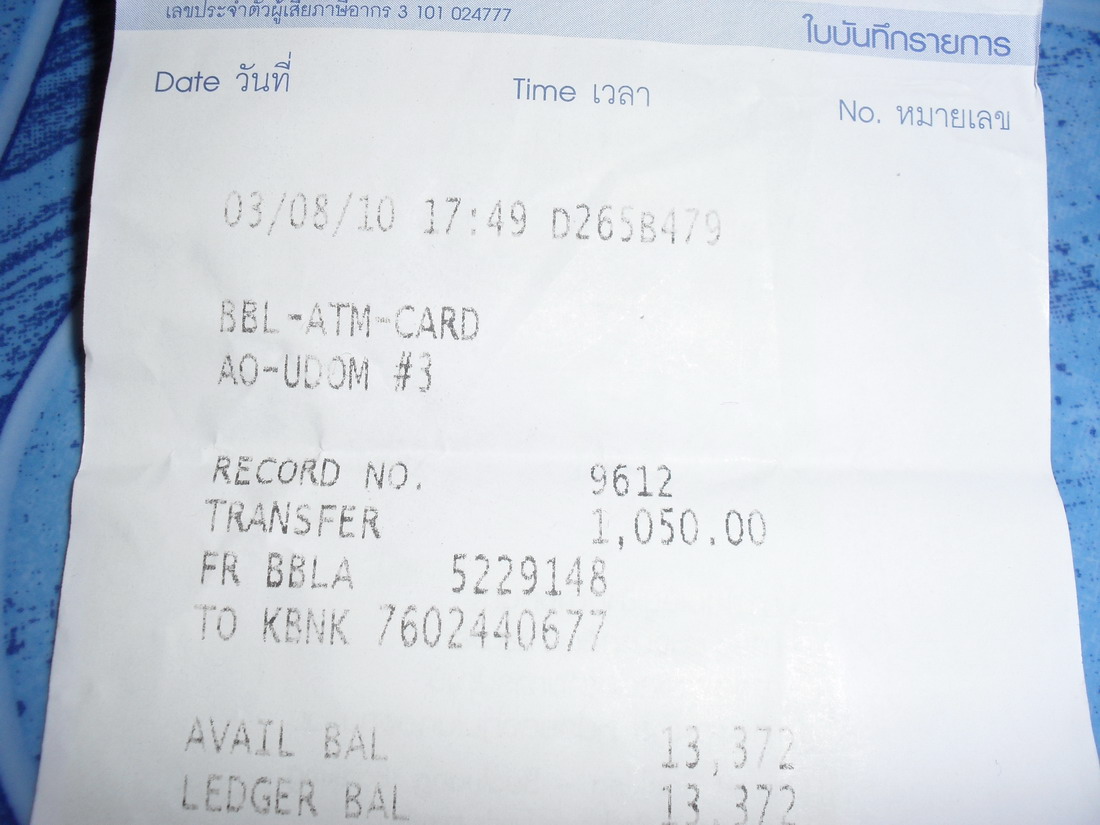 เลขประจำตัวผู้เสียภาษีอากร 3 101 024777
ใบบันทึกรายการ
Date วันที่ Time เวลา No. หมายเลข
03/08/10 17:49 D265B479
BBL-ATM-CARD
AO-UDOM #3
RECORD NO. 9612
TRANSFER 1,050.00
FR BBLA 5229148
TO KBNK 7602440677
AVAIL BAL 13,372
LEDGER BAL 13,372